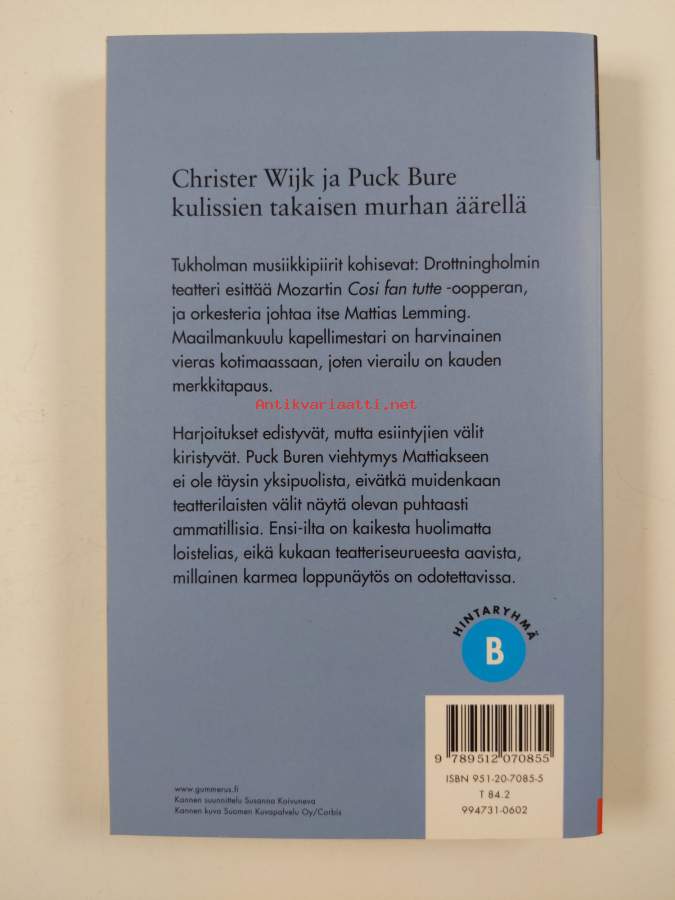 Christer Wijk ja Puck Bure
kulissien takaisen murhan äärellä
Tukholman musiikkipiirit kohisevat: Drottningholmin
teatteri esittää Mozartin Cosi fan tutte -oopperan,
ja orkesteria johtaa itse Mattias Lemming.
Maailmankuulu kapellimestari on harvinainen
vieras kotimaassaan, joten vierailu on kauden
merkkitapaus.
Antikvariaatti.net
Harjoitukset edistyvät, mutta esiintyjien välit
kiristyvät. Puck Buren viehtymys Mattiakseen
ei ole täysin yksipuolista, eivätkä muidenkaan
teatterilaisten välit näytä olevan puhtaasti
ammatillisia. Ensi-ilta on kaikesta huolimatta
loistelias, eikä kukaan teatteriseurueesta aavista,
millainen karmea loppunäytös on odotettavissa.
HINTARYHMÄ
B
9 789512 070855
ISBN 951-20-7085-5
T 84.2
994731-0602
www.gummerus.fi
Kannen suunnittelu Susanna Koivuneva
Kannen kuva Suomen Kuvapalvelu Oy/Corbis